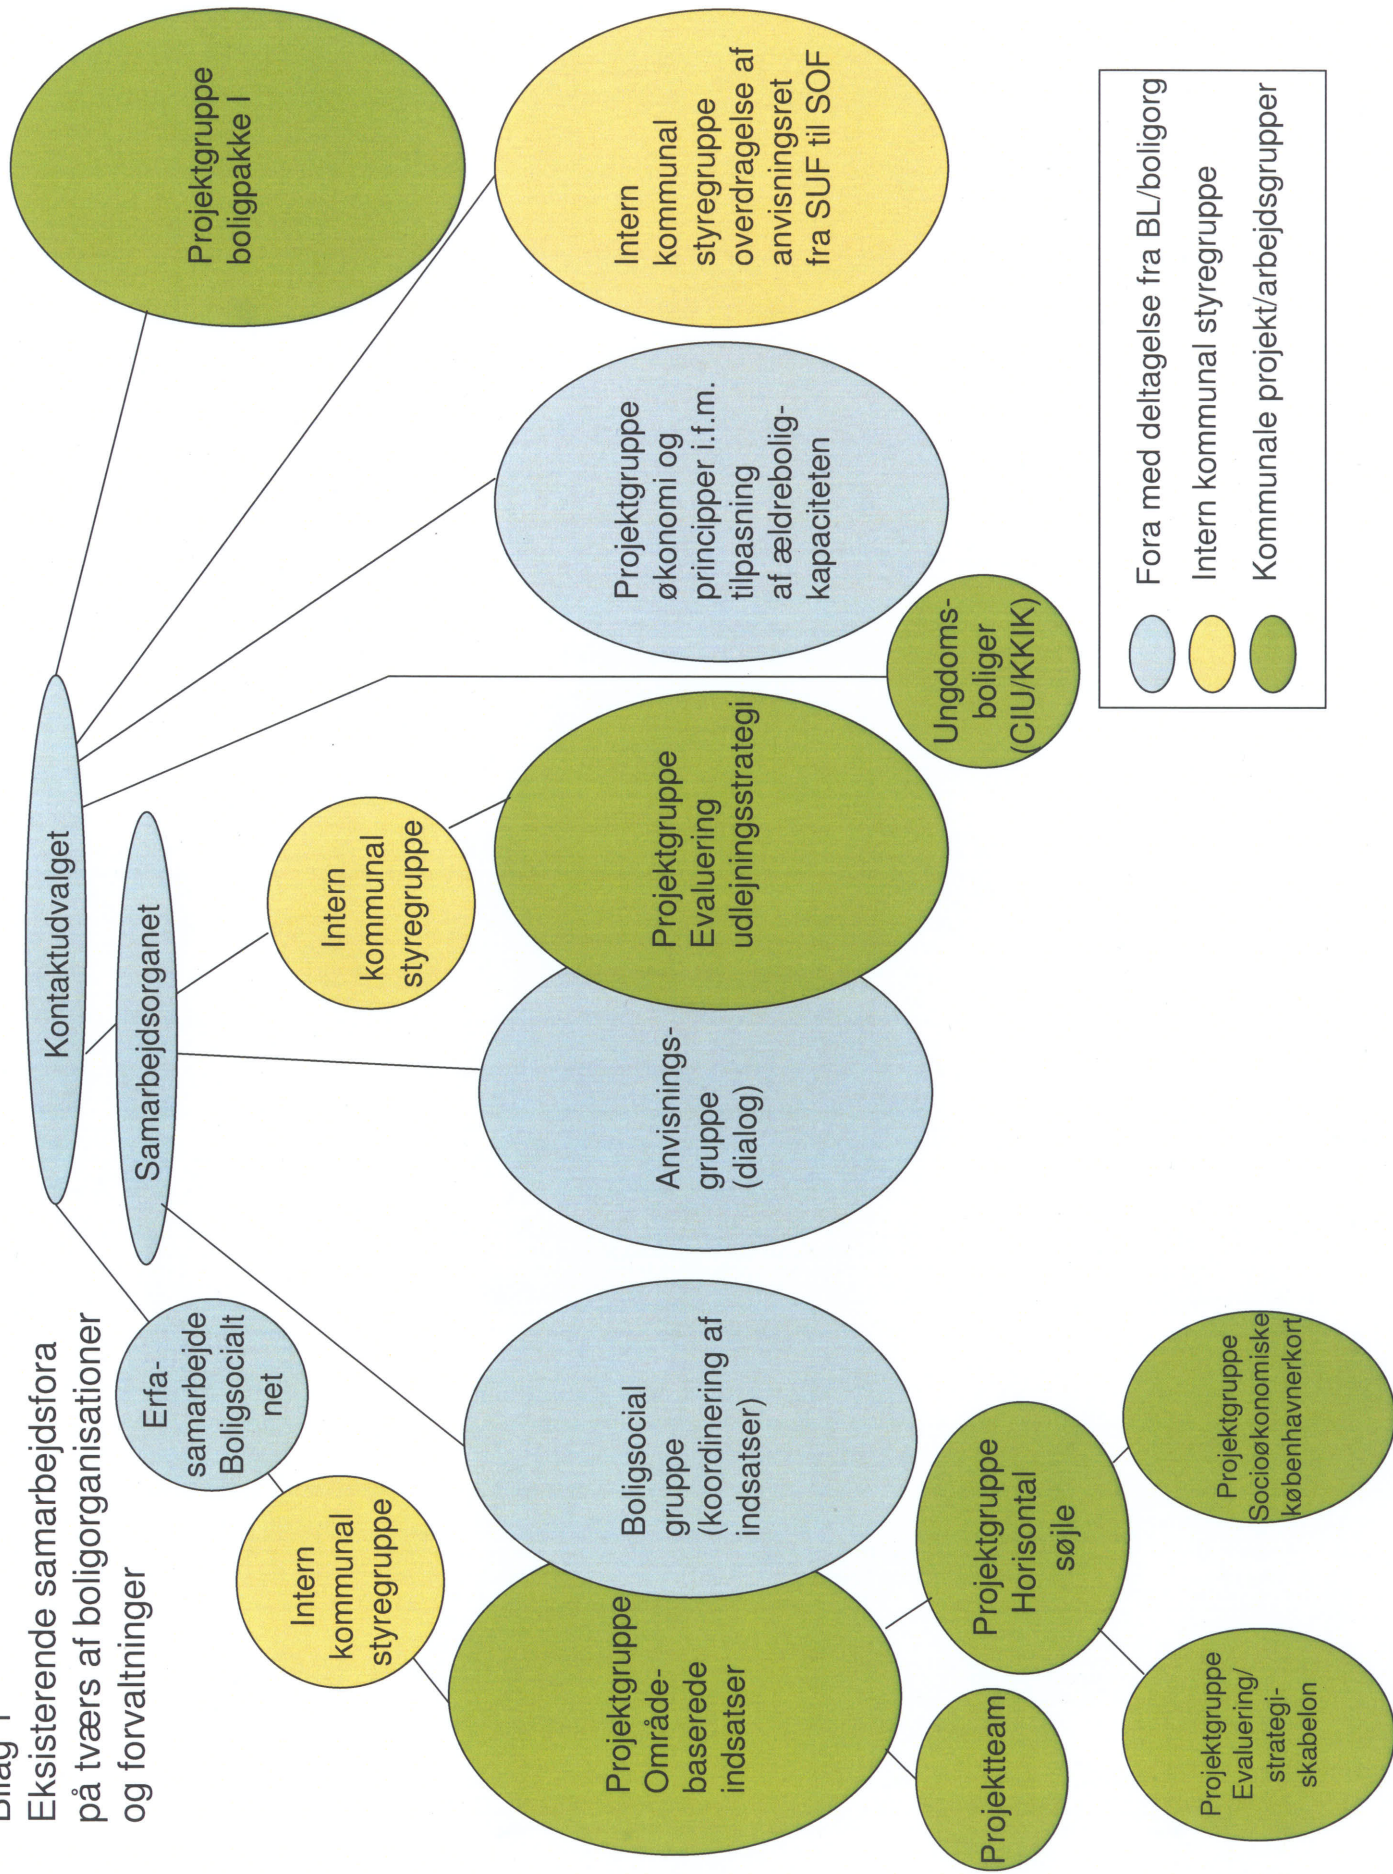 Eksisterende samarbejdsfora
på tværs af boligorganisationer
og forvaltninger
Kontaktudvalget
Samarbejdsorganet
Erfa-
samarbejde
Boligsocialt
net
Intern
kommunal
styregruppe
Intern
kommunal
styregruppe
Projektgruppe
boligpakke I
Projektgruppe
Område-
baserede
indsatser
Boligsocial
gruppe
(koordinering af
indsatser)
Anvisnings-
gruppe
(dialog)
Projektgruppe
Evaluering
udlejningsstrategi
Projektgruppe
økonomi og
principper i.f.m.
tilpasning
af ældrebolig-
kapaciteten
Intern
kommunal
styregruppe
overdragelse af
anvisningsret
fra SUF til SOF
Ungdoms-
boliger
(CIU/KKIK)
Projektteam
Projektgruppe
Horisontal
søjle
Projektgruppe
Evaluering/
strategi-
skabelon
Projektgruppe
Socioøkonomiske
københavnerkort
Fora med deltagelse fra BL/boligorg
Intern kommunal styregruppe
Kommunale projekt/arbejdsgrupper